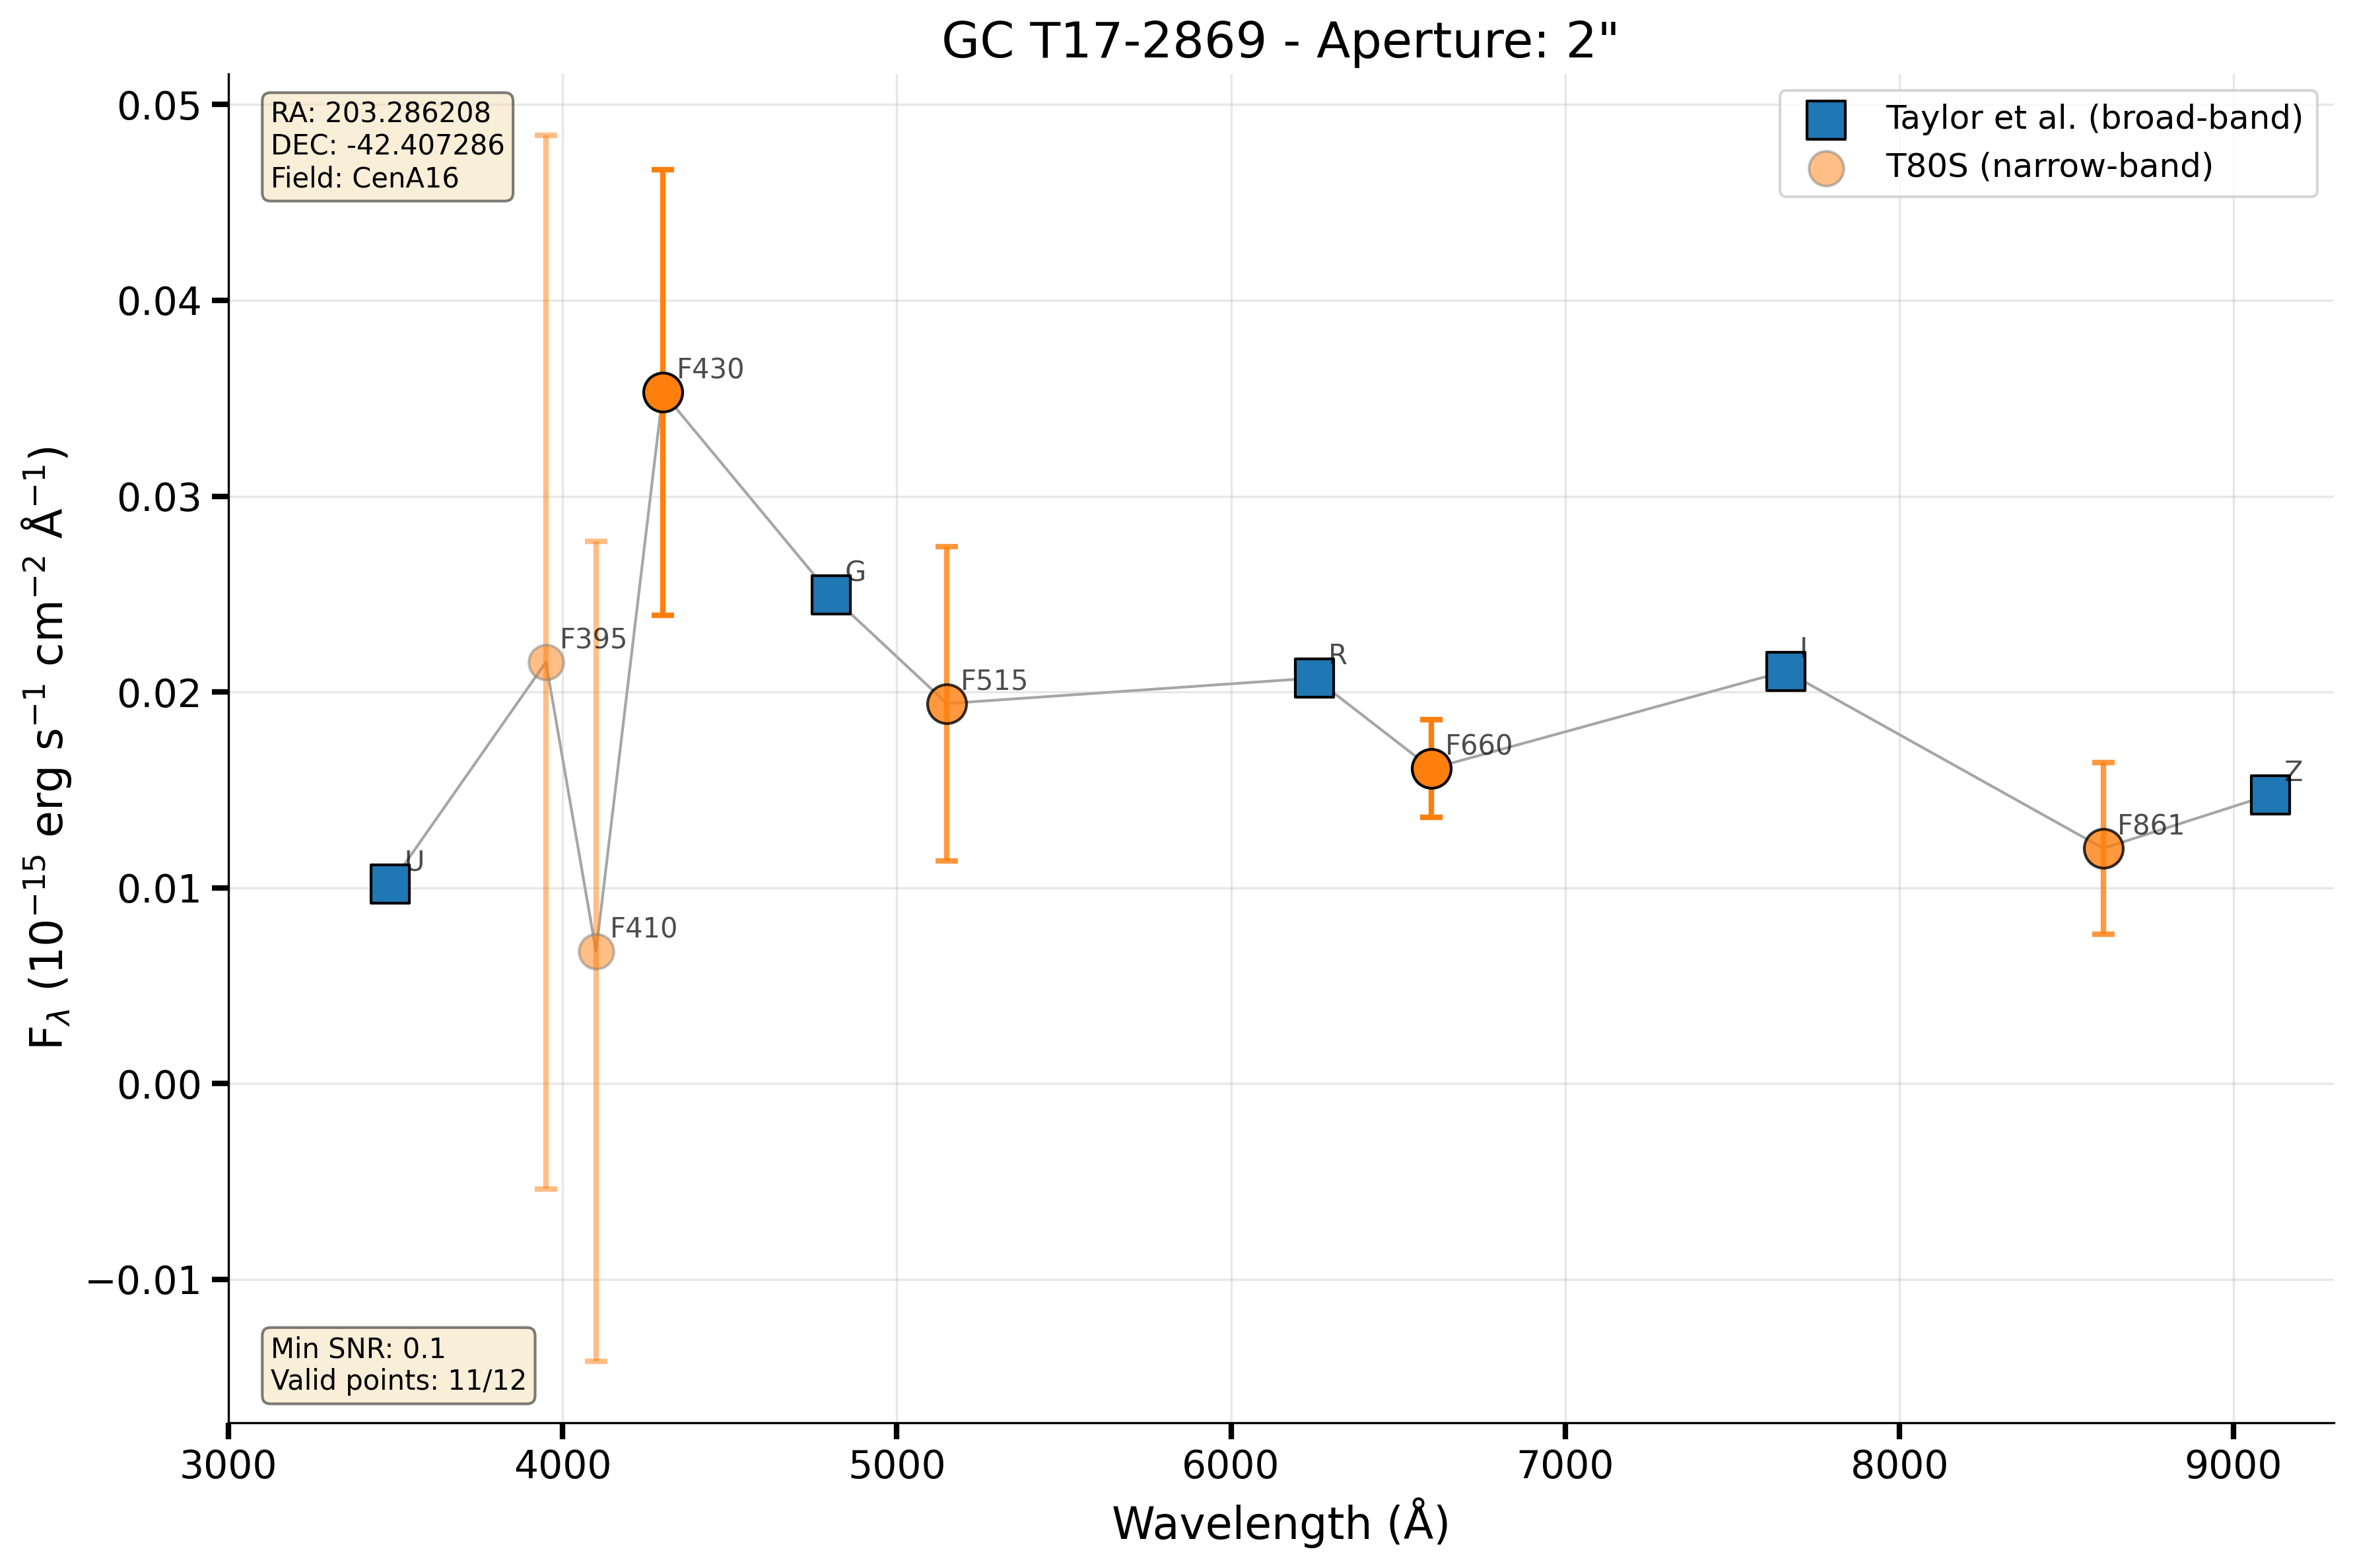 GC T17-2869 - Aperture: 2"
RA: 203.286208
DEC: -42.407286
Field: CenA16
Taylor et al. (broad-band)
T80S (narrow-band)
0.05
0.04
0.03
0.02
0.01
0.00
−0.01
F_λ (10⁻¹⁵ erg s⁻¹ cm⁻² Å⁻¹)
U
F395
F410
F430
G
F515
R
F660
I
F861
Z
Min SNR: 0.1
Valid points: 11/12
3000 4000 5000 6000 7000 8000 9000
Wavelength (Å)